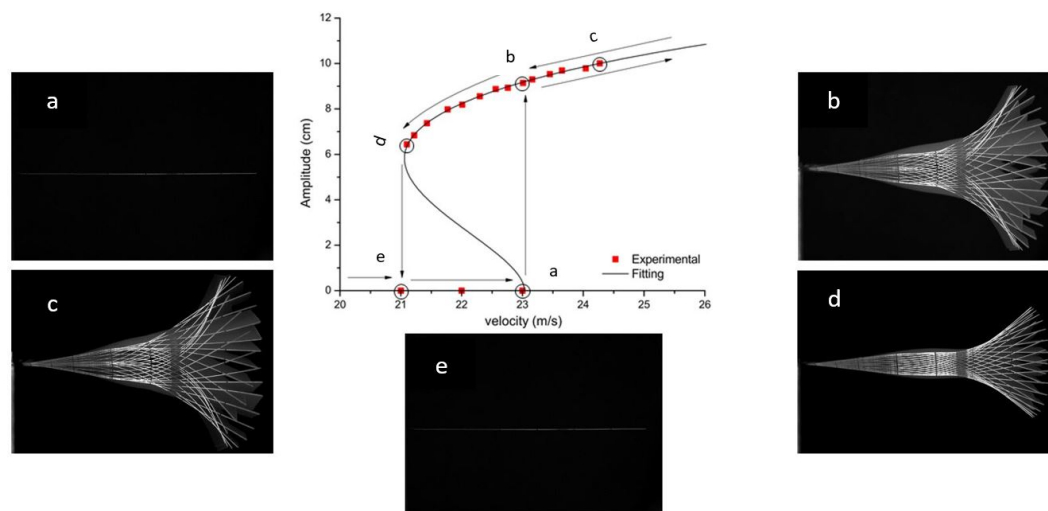 a
b
c
d
e
12
10
8
6
4
2
0
Amplitude (cm)
c
b
d
e
a
Experimental
Fitting
20 21 22 23 24 25 26
velocity (m/s)